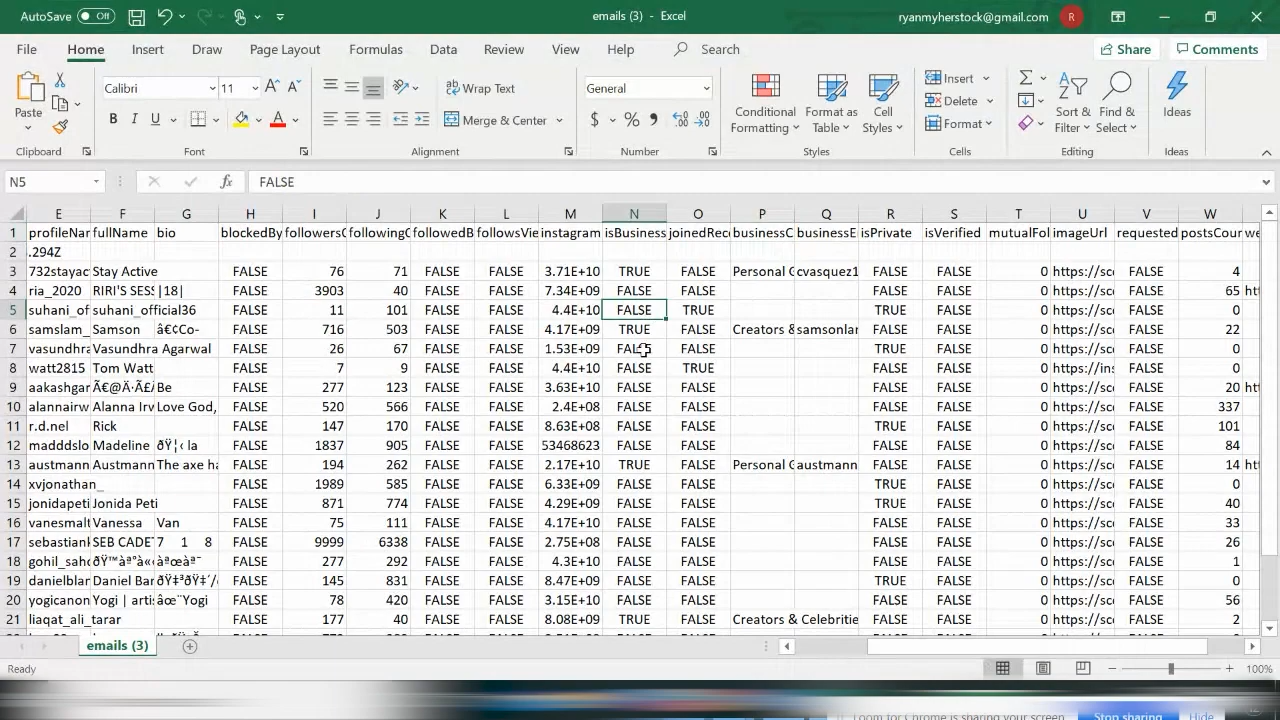 AutoSave Off emails (3) - Excel ryanmyherstock@gmail.com R
File Home Insert Draw Page Layout Formulas Data Review View Help Search Share Comments
Paste Calibri 11 Wrap Text General Conditional Formatting Format as Table Cell Styles Insert Sort & Filter Find & Select Ideas
B I U A Merge & Center $ % Delete
Format
Clipboard Font Alignment Number Styles Cells Editing Ideas
N5 fx FALSE
E F G H I J K L M N O P Q R S T U V W
1 profileNar fullName bio blockedBy followersC followingC followedB followsVie instagram isBusiness joinedRece businessC businessE isPrivate isVerified mutualFol imageUrl requested postsCour we
2 .294Z
3 732stayac Stay Active FALSE 76 71 FALSE FALSE 3.71E+10 TRUE FALSE Personal G cvasquez1 FALSE FALSE 0 https://sc FALSE 4
4 ria_2020 RIRI'S SES |18| FALSE 3903 40 FALSE FALSE 7.34E+09 FALSE FALSE FALSE FALSE 0 https://sc FALSE 65 htt
5 suhani_of suhani_official36 FALSE 11 101 FALSE FALSE 4.4E+10 FALSE TRUE TRUE FALSE 0 https://sc FALSE 0
6 samslam_ Samson â€¢Co- FALSE 716 503 FALSE FALSE 4.17E+09 TRUE FALSE Creators & samsonlar FALSE FALSE 0 https://sc FALSE 22
7 vasundhra Vasundhra Agarwal FALSE 26 67 FALSE FALSE 1.53E+09 FALSE FALSE TRUE FALSE 0 https://sc FALSE 0
8 watt2815 Tom Watt FALSE 7 9 FALSE FALSE 4.4E+10 FALSE TRUE FALSE FALSE 0 https://ins FALSE 0
9 aakashgar Be FALSE 277 123 FALSE FALSE 3.63E+10 FALSE FALSE FALSE FALSE 0 https://sc FALSE 20 htt
10 alannairw Alanna Irw Love God, FALSE 520 566 FALSE FALSE 2.4E+08 FALSE FALSE FALSE FALSE 0 https://sc FALSE 337
11 r.d.nel Rick FALSE 147 170 FALSE FALSE 8.63E+08 FALSE FALSE TRUE FALSE 0 https://sc FALSE 101
12 madddslo Madeline la FALSE 1837 905 FALSE FALSE 53468623 FALSE FALSE FALSE FALSE 0 https://sc FALSE 84
13 austmann Austmann The axe ha FALSE 194 262 FALSE FALSE 2.17E+10 TRUE FALSE Personal G austmann FALSE FALSE 0 https://sc FALSE 14 htt
14 xvjonathan_ FALSE 1989 585 FALSE FALSE 6.33E+09 FALSE FALSE TRUE FALSE 0 https://sc FALSE 0
15 jonidapeti Jonida Peti FALSE 871 774 FALSE FALSE 4.29E+09 FALSE FALSE TRUE FALSE 0 https://sc FALSE 40
16 vanesmalt Vanessa Van FALSE 75 111 FALSE FALSE 4.17E+10 FALSE FALSE FALSE FALSE 0 https://sc FALSE 33
17 sebastianl SEB CADET 7 1 8 FALSE 9999 6338 FALSE FALSE 2.75E+08 FALSE FALSE FALSE FALSE 0 https://sc FALSE 26
18 gohil_saho FALSE 277 292 FALSE FALSE 4.3E+10 FALSE FALSE FALSE FALSE 0 https://sc FALSE 1
19 danielblar Daniel Bar FALSE 145 831 FALSE FALSE 8.47E+09 FALSE FALSE TRUE FALSE 0 https://sc FALSE 0
20 yogicanon Yogi | artis âœ¨Yogi FALSE 78 420 FALSE FALSE 3.15E+10 FALSE FALSE FALSE FALSE 0 https://sc FALSE 56
21 liaqat_ali_tarar FALSE 177 40 FALSE FALSE 8.08E+09 TRUE FALSE Creators & Celebritie FALSE FALSE 0 https://sc FALSE 2
emails (3)
Ready 100%
Loom for Chrome is sharing your screen. Stop sharing Hide